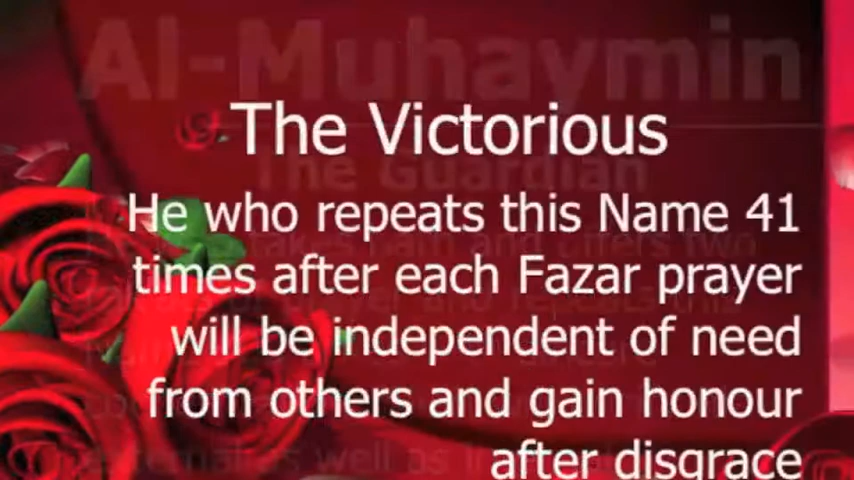 Al-Muhaymin
The Victorious
The Guardian
He who repeats this Name 41
times after each Fazar prayer
will be independent of need
from others and gain honour
after disgrace